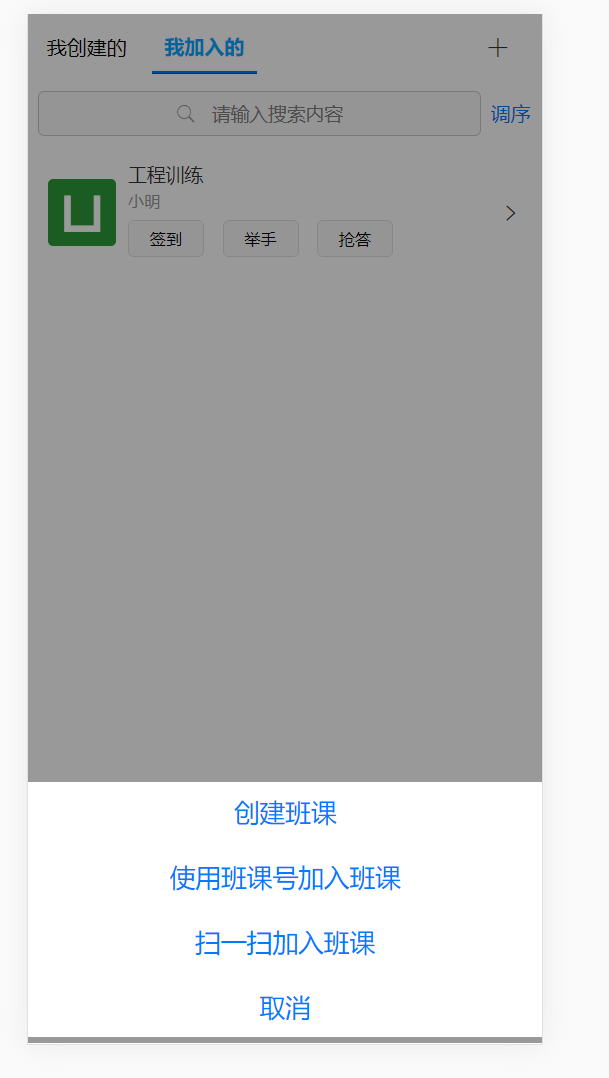 我创建的 我加入的
请输入搜索内容 调序
工程训练
小明
签到 举手 抢答
创建班课
使用班课号加入班课
扫一扫加入班课
取消